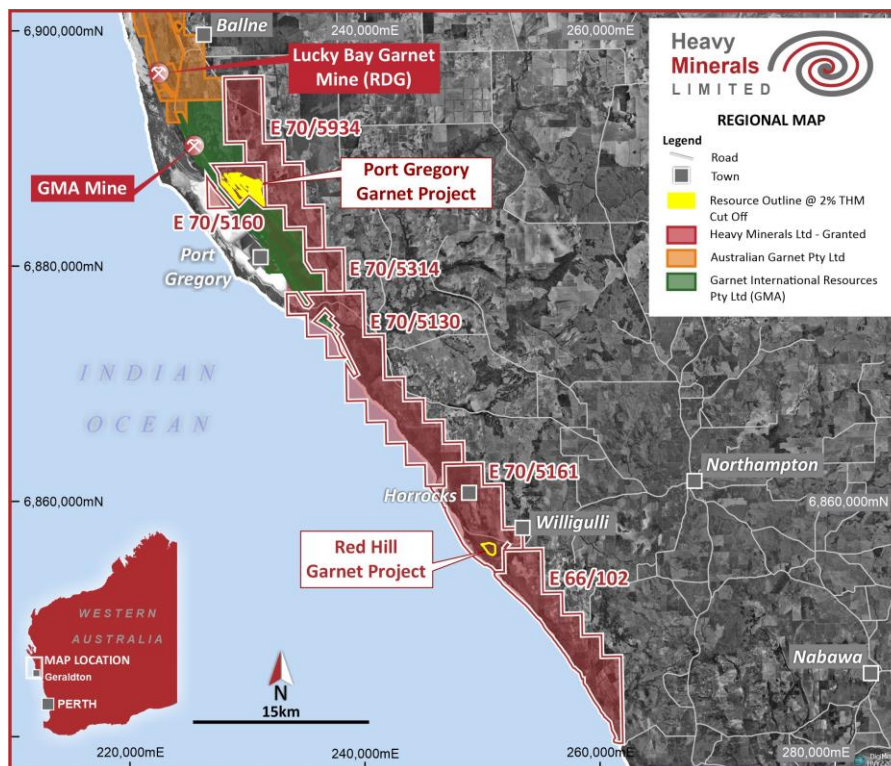 6,900,000mN
Ballne
240,000mE
260,000mE
Lucky Bay Garnet
Mine (RDG)
E 70/5934
GMA Mine
Port Gregory
Garnet Project
E 70/5160
Port
Gregory
6,880,000mN
E 70/5314
E 70/5130
INDIAN
OCEAN
E 70/5161
Northampton
Horrocks
6,860,000mN
6,860,000mN
Willigulli
Red Hill
Garnet Project
E 66/102
Nabawa
WESTERN
AUSTRALIA
MAP LOCATION
Geraldton
PERTH
N
15km
220,000mE
240,000mE
260,000mE
280,000mE
Heavy
Minerals
LIMITED
REGIONAL MAP
Legend
Road
Town
Resource Outline @ 2% THM
Cut Off
Heavy Minerals Ltd - Granted
Australian Garnet Pty Ltd
Garnet International Resources
Pty Ltd (GMA)